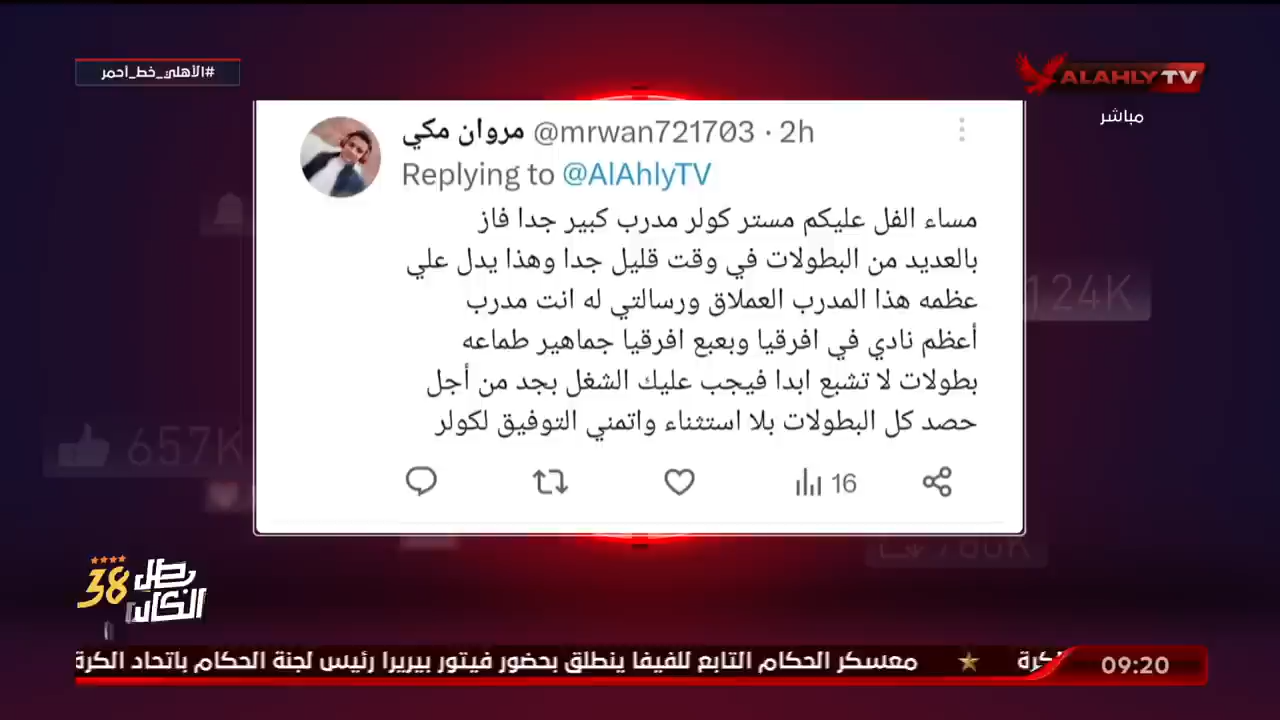 #الأهلي_خط_أحمر
ALAHLY TV
مباشر
مروان مكي @mrwan721703 · 2h
Replying to @AlAhlyTV
مساء الفل عليكم مستر كولر مدرب كبير جدا فاز
بالعديد من البطولات في وقت قليل جدا وهذا يدل علي
عظمه هذا المدرب العملاق ورسالتي له انت مدرب
أعظم نادي في افرقيا وبعبع افرقيا جماهير طماعه
بطولات لا تشبع ابدا فيجب عليك الشغل بجد من أجل
حصد كل البطولات بلا استثناء واتمني التوفيق لكولر
16
124K
657K
بطل الكاس
38
معسكر الحكام التابع للفيفا ينطلق بحضور فيتور بيريرا رئيس لجنة الحكام باتحاد الكرة
09:20